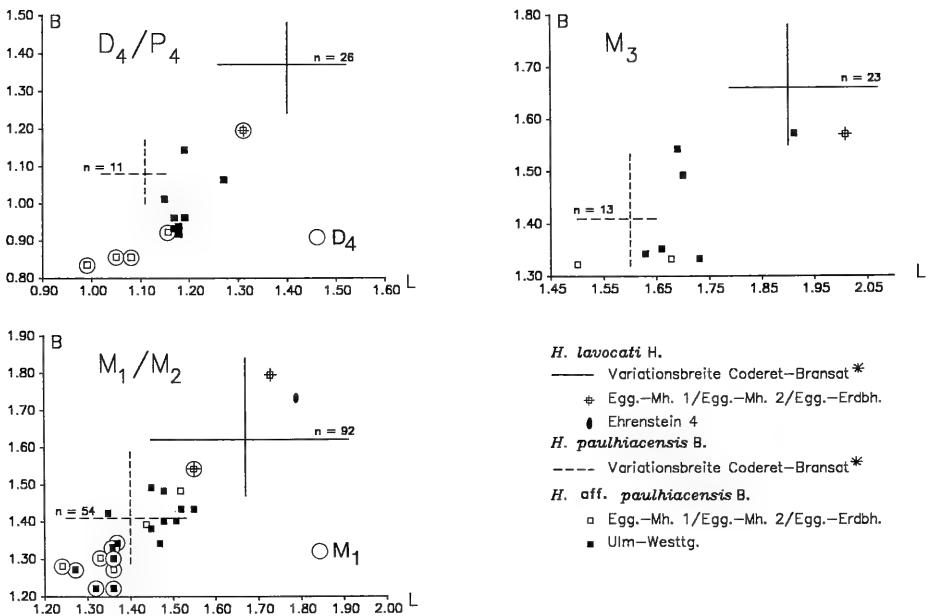 B
D4/P4
1.50
1.40
1.30
1.20
1.10
1.00
0.90
0.80
n = 26
n = 11
D4
0.90 1.00 1.10 1.20 1.30 1.40 1.50 1.60 L
B
M3
1.80
1.70
1.60
1.50
1.40
1.30
n = 23
n = 13
1.45 1.55 1.65 1.75 1.85 1.95 2.05 L
B
M1/M2
1.90
1.80
1.70
1.60
1.50
1.40
1.30
1.20
n = 92
n = 54
M1
1.20 1.30 1.40 1.50 1.60 1.70 1.80 1.90 2.00 L
H. lavocati H.
Variationsbreite Coderet–Bransat*
Egg.–Mh. 1/Egg.–Mh. 2/Egg.–Erdbh.
Ehrenstein 4
H. paulhiacensis B.
Variationsbreite Coderet–Bransat*
H. aff. paulhiacensis B.
Egg.–Mh. 1/Egg.–Mh. 2/Egg.–Erdbh.
Ulm–Westtg.